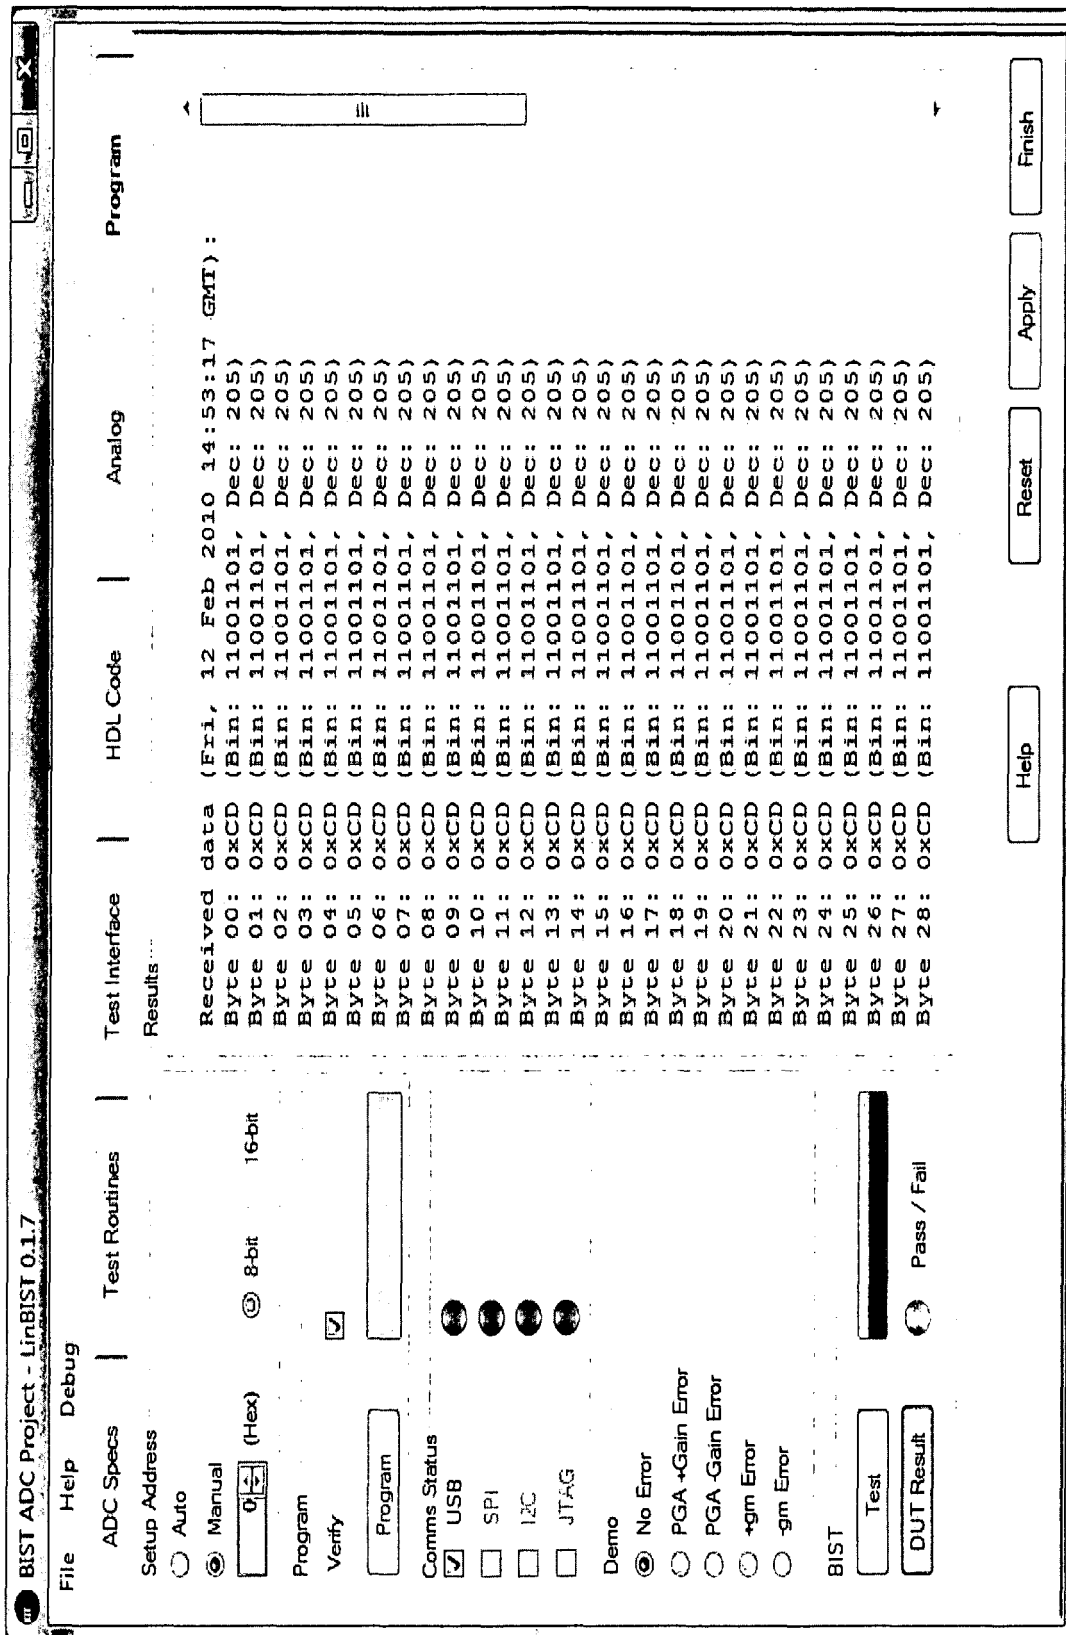 BIST ADC Project - LinBIST 0.1.7
File Help Debug
ADC Specs Test Routines Test Interface HDL Code Analog Program
Setup Address
Auto
Manual
0 (Hex) 8-bit 16-bit
Program
Verify
Program
Comms Status
USB
SPI
I2C
JTAG
Demo
No Error
PGA +Gain Error
PGA -Gain Error
+gm Error
-gm Error
BIST
Test
DUT Result Pass / Fail
Results
Received data (Fri, 12 Feb 2010 14:53:17 GMT):
Byte 00: 0xCD (Bin: 11001101, Dec: 205)
Byte 01: 0xCD (Bin: 11001101, Dec: 205)
Byte 02: 0xCD (Bin: 11001101, Dec: 205)
Byte 03: 0xCD (Bin: 11001101, Dec: 205)
Byte 04: 0xCD (Bin: 11001101, Dec: 205)
Byte 05: 0xCD (Bin: 11001101, Dec: 205)
Byte 06: 0xCD (Bin: 11001101, Dec: 205)
Byte 07: 0xCD (Bin: 11001101, Dec: 205)
Byte 08: 0xCD (Bin: 11001101, Dec: 205)
Byte 09: 0xCD (Bin: 11001101, Dec: 205)
Byte 10: 0xCD (Bin: 11001101, Dec: 205)
Byte 11: 0xCD (Bin: 11001101, Dec: 205)
Byte 12: 0xCD (Bin: 11001101, Dec: 205)
Byte 13: 0xCD (Bin: 11001101, Dec: 205)
Byte 14: 0xCD (Bin: 11001101, Dec: 205)
Byte 15: 0xCD (Bin: 11001101, Dec: 205)
Byte 16: 0xCD (Bin: 11001101, Dec: 205)
Byte 17: 0xCD (Bin: 11001101, Dec: 205)
Byte 18: 0xCD (Bin: 11001101, Dec: 205)
Byte 19: 0xCD (Bin: 11001101, Dec: 205)
Byte 20: 0xCD (Bin: 11001101, Dec: 205)
Byte 21: 0xCD (Bin: 11001101, Dec: 205)
Byte 22: 0xCD (Bin: 11001101, Dec: 205)
Byte 23: 0xCD (Bin: 11001101, Dec: 205)
Byte 24: 0xCD (Bin: 11001101, Dec: 205)
Byte 25: 0xCD (Bin: 11001101, Dec: 205)
Byte 26: 0xCD (Bin: 11001101, Dec: 205)
Byte 27: 0xCD (Bin: 11001101, Dec: 205)
Byte 28: 0xCD (Bin: 11001101, Dec: 205)
Help Reset Apply Finish